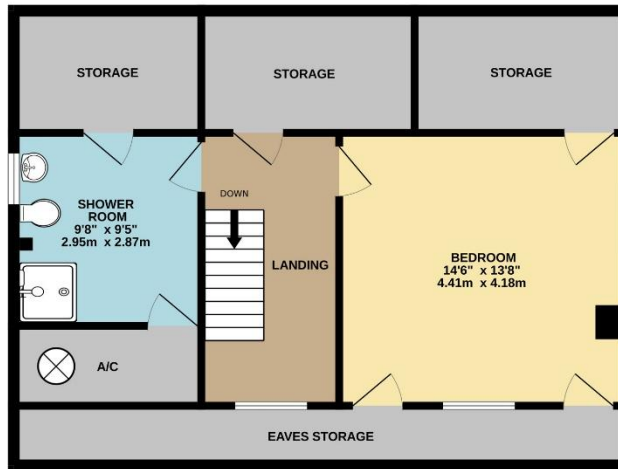 STORAGE
STORAGE
STORAGE
SHOWER
ROOM
9'8" x 9'5"
2.95m x 2.87m
DOWN
LANDING
BEDROOM
14'6" x 13'8"
4.41m x 4.18m
A/C
EAVES STORAGE